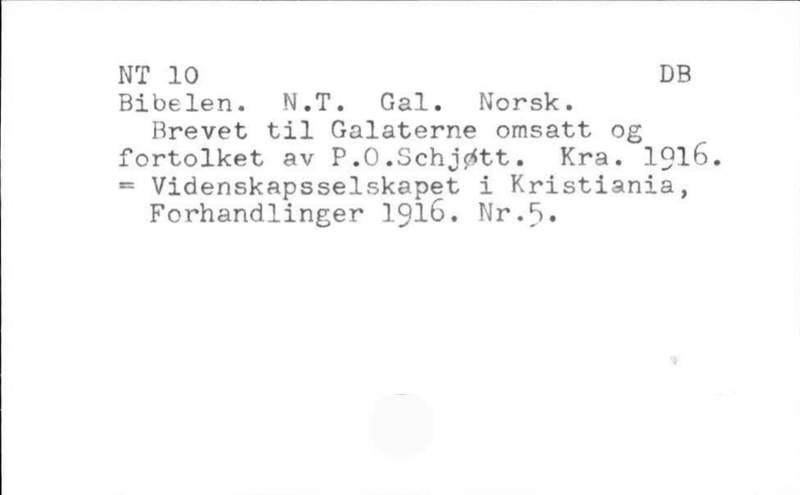 NT 10 DB
Bibelen. N.T. Gal. Norsk.
Brevet til Galaterne omsatt og
fortolket av P.O.Schjøtt. Kra. 1916.
= Videnskapsselskapet i Kristiania,
Forhandlinger 1916. Nr.5.